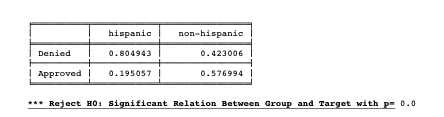 hispanic non-hispanic
Denied 0.804943 0.423006
Approved 0.195057 0.576994
*** Reject H0: Significant Relation Between Group and Target with p= 0.0